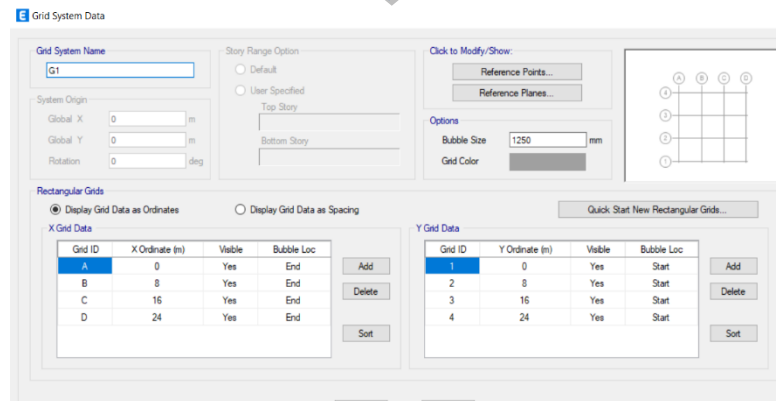 E Grid System Data
Grid System Name
G1
System Origin
Global X 0 m
Global Y 0 m
Rotation 0 deg
Story Range Option
Default
User Specified
Top Story
Bottom Story
Click to Modify/Show:
Reference Points...
Reference Planes...
Options
Bubble Size 1250 mm
Grid Color
A B C D
4
3
2
1
Rectangular Grids
Display Grid Data as Ordinates Display Grid Data as Spacing Quick Start New Rectangular Grids...
X Grid Data
Grid ID X Ordinate (m) Visible Bubble Loc
A 0 Yes End
B 8 Yes End
C 16 Yes End
D 24 Yes End
Add
Delete
Sort
Y Grid Data
Grid ID Y Ordinate (m) Visible Bubble Loc
1 0 Yes Start
2 8 Yes Start
3 16 Yes Start
4 24 Yes Start
Add
Delete
Sort